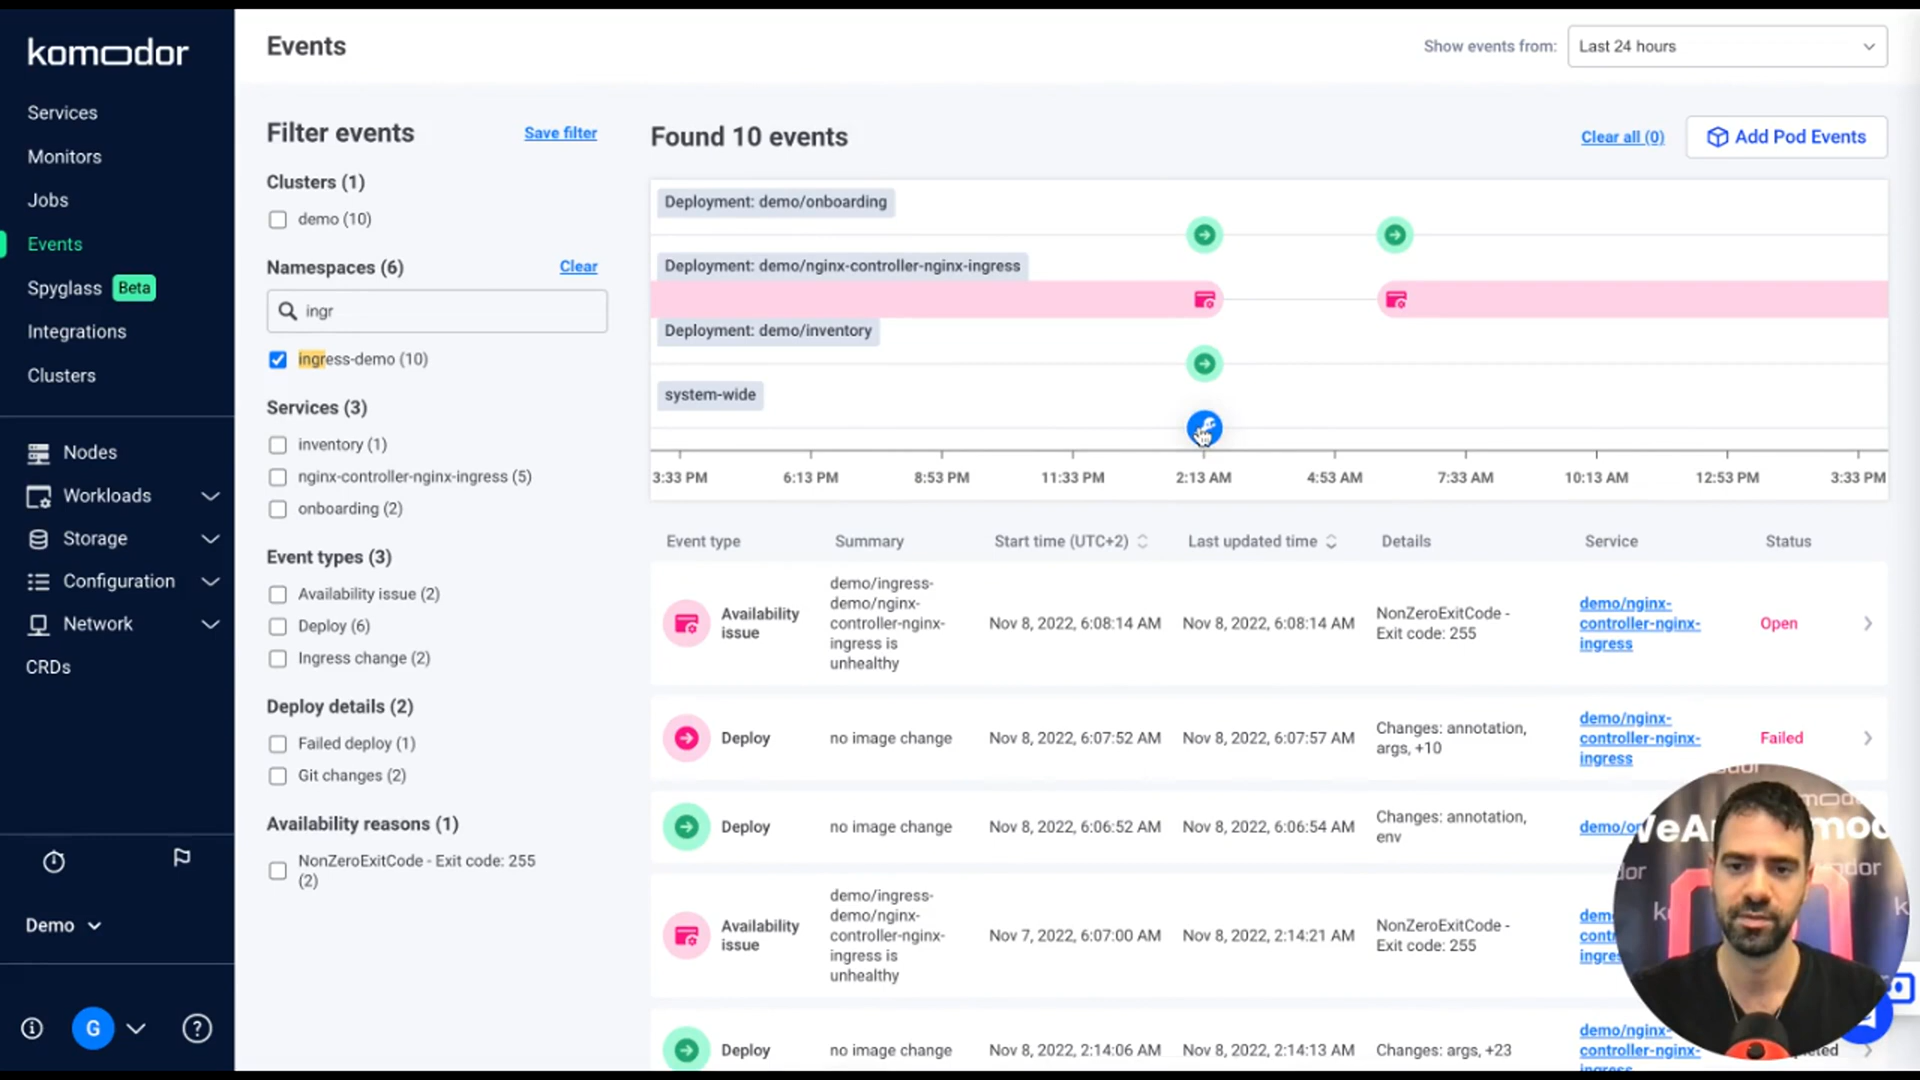 komodor
Services
Monitors
Jobs
Events
Spyglass Beta
Integrations
Clusters
Nodes
Workloads
Storage
Configuration
Network
CRDs
Demo
G
Events
Show events from: Last 24 hours
Filter events Save filter
Clusters (1)
demo (10)
Namespaces (6) Clear
ingr
ingress-demo (10)
Services (3)
inventory (1)
nginx-controller-nginx-ingress (5)
onboarding (2)
Event types (3)
Availability issue (2)
Deploy (6)
Ingress change (2)
Deploy details (2)
Failed deploy (1)
Git changes (2)
Availability reasons (1)
NonZeroExitCode - Exit code: 255
(2)
Found 10 events
Clear all (0)
Add Pod Events
Deployment: demo/onboarding
Deployment: demo/nginx-controller-nginx-ingress
Deployment: demo/inventory
system-wide
3:33 PM 6:13 PM 8:53 PM 11:33 PM 2:13 AM 4:53 AM 7:33 AM 10:13 AM 12:53 PM 3:33 PM
Event type Summary Start time (UTC+2) Last updated time Details Service Status
Availability
issue
demo/ingress-
demo/nginx-
controller-nginx-
ingress is
unhealthy
Nov 8, 2022, 6:08:14 AM
Nov 8, 2022, 6:08:14 AM
NonZeroExitCode -
Exit code: 255
demo/nginx-
controller-nginx-
ingress
Open
Deploy
no image change
Nov 8, 2022, 6:07:52 AM
Nov 8, 2022, 6:07:57 AM
Changes: annotation,
args, +10
demo/nginx-
controller-nginx-
ingress
Failed
Deploy
no image change
Nov 8, 2022, 6:06:52 AM
Nov 8, 2022, 6:06:54 AM
Changes: annotation,
env
Availability
issue
demo/ingress-
demo/nginx-
controller-nginx-
ingress is
unhealthy
Nov 7, 2022, 6:07:00 AM
Nov 8, 2022, 2:14:21 AM
NonZeroExitCode -
Exit code: 255
Deploy
no image change
Nov 8, 2022, 2:14:06 AM
Nov 8, 2022, 2:14:13 AM
Changes: args, +23
demo/nginx-
controller-nginx-
ingress